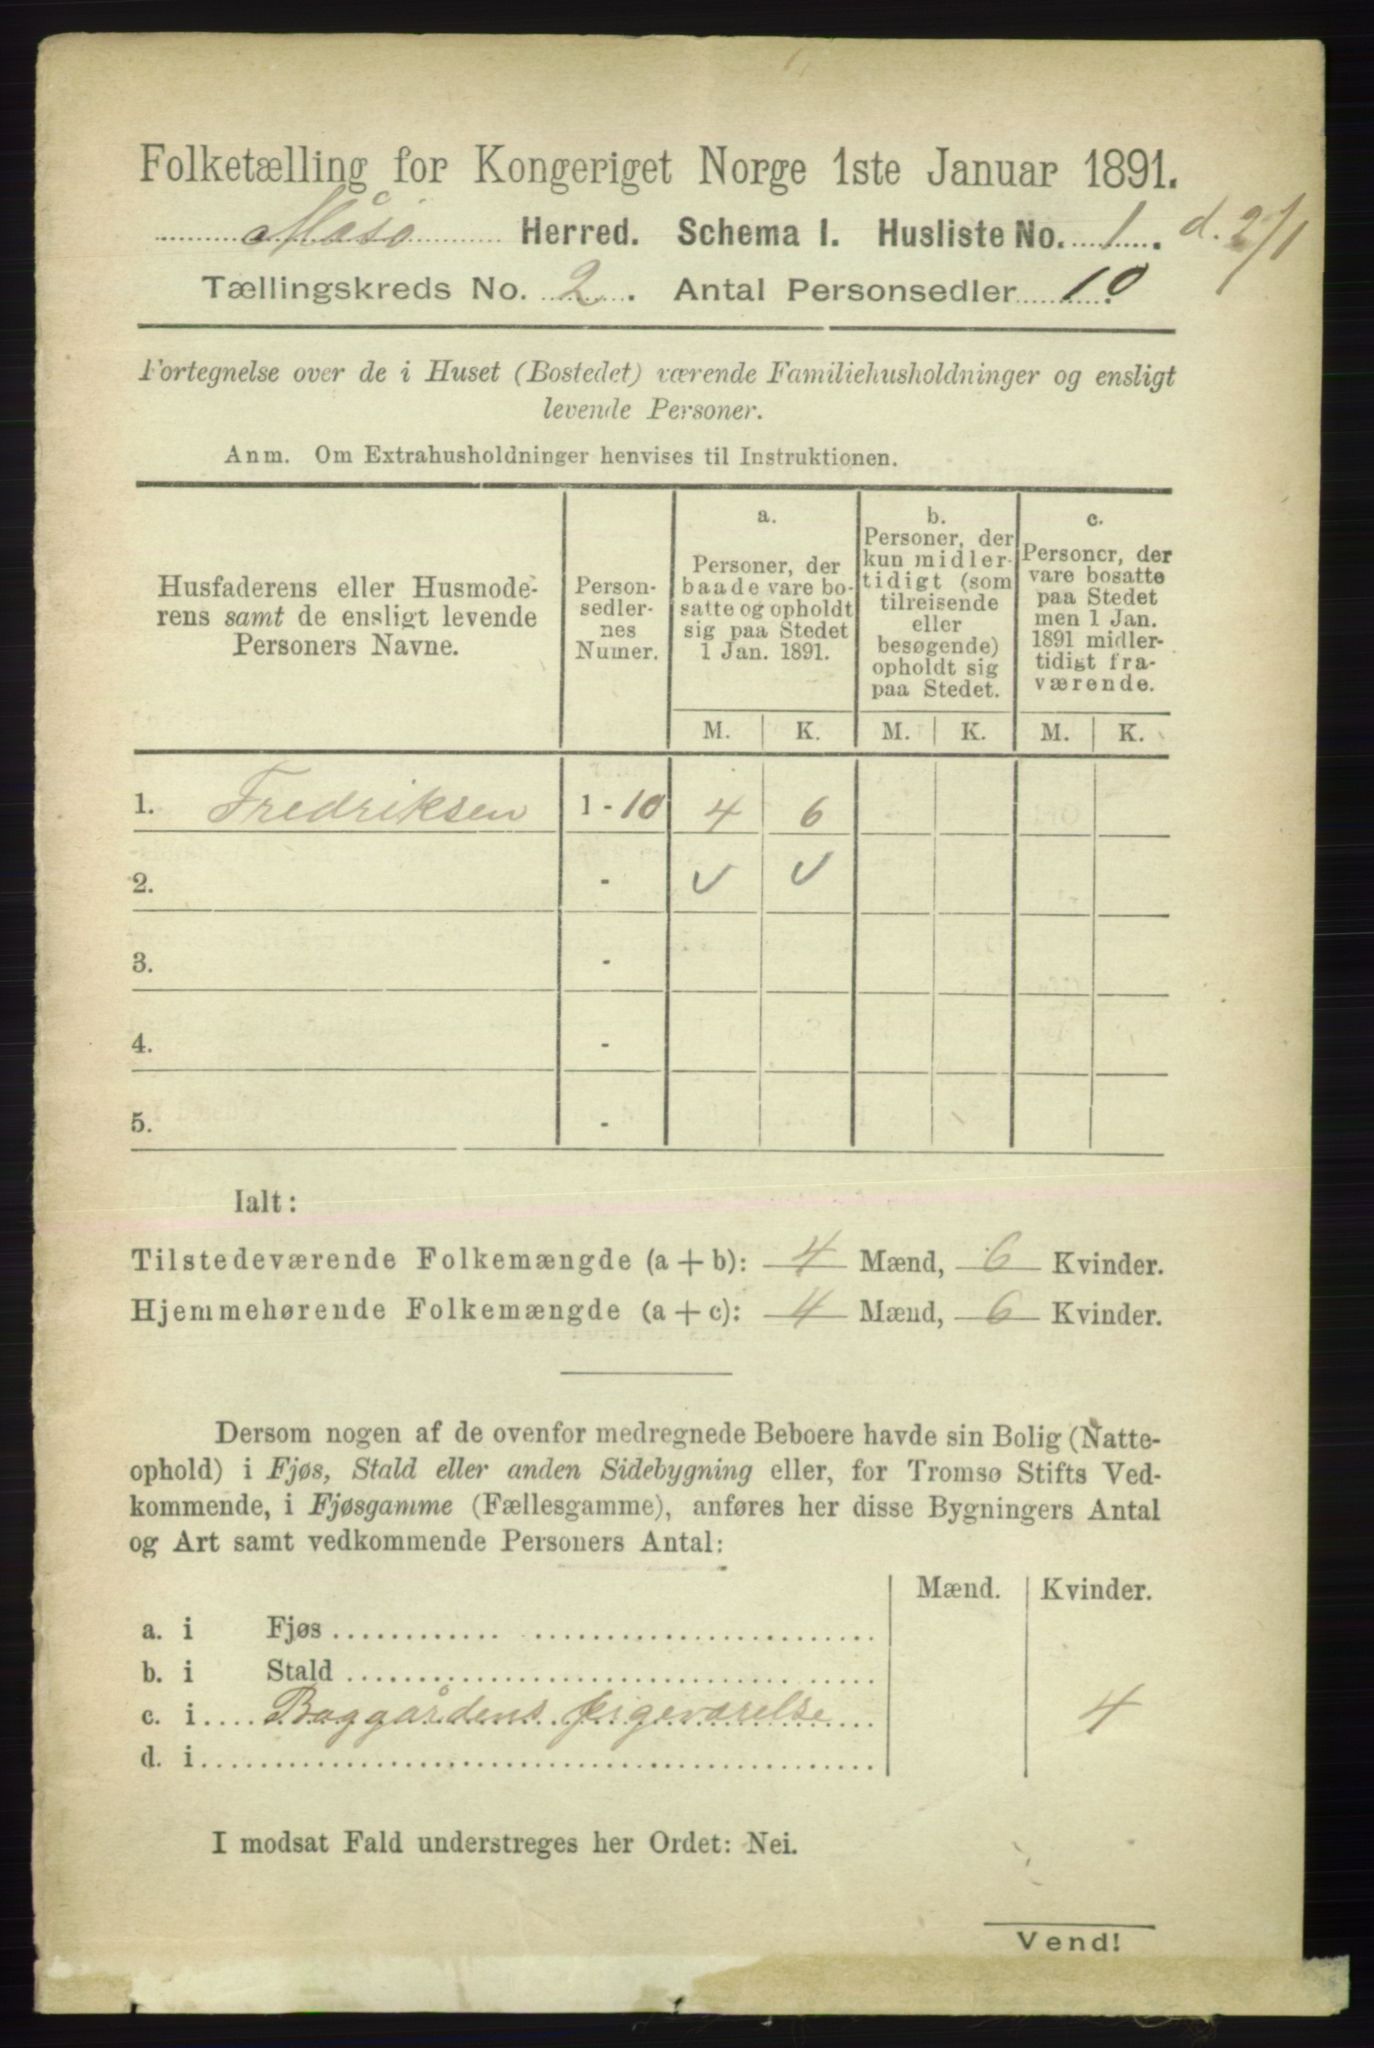 Folketælling for Kongeriget Norge 1ste Januar 1891.
Måsö Herred. Schema I. Husliste No. 1. d. 2/1
Tællingskreds No. 2. Antal Personsedler 10
Fortegnelse over de i Huset (Bostedet) værende Familiehusholdninger og ensligt
levende Personer.
Anm. Om Extrahusholdninger henvises til Instruktionen.
Husfaderens eller Husmode-
rens samt de ensligt levende
Personers Navne.
Person-
sedler-
nes
Numer.
a.
Personer, der
baade vare bo-
satte og opholdt
sig paa Stedet
1 Jan. 1891.
b.
Personer, der
kun midler-
tidigt (som
tilreisende
eller
besøgende)
opholdt sig
paa Stedet.
c.
Personer, der
vare bosatte
paa Stedet
men 1 Jan.
1891 midler-
tidigt fra-
værende.
M. K. M. K. M. K.
1. Fredriksen 1-10 4 6
2. -
3. -
4. -
5. -
Ialt:
Tilstedeværende Folkemængde (a + b): 4 Mænd, 6 Kvinder.
Hjemmehørende Folkemængde (a + c): 4 Mænd, 6 Kvinder.
Dersom nogen af de ovenfor medregnede Beboere havde sin Bolig (Natte-
ophold) i Fjøs, Stald eller anden Sidebygning eller, for Tromsø Stifts Ved-
kommende, i Fjøsgamme (Fællesgamme), anføres her disse Bygningers Antal
og Art samt vedkommende Personers Antal:
Mænd. Kvinder.
a. i Fjøs
b. i Stald
c. i Baggårdens 4
d. i
I modsat Fald understreges her Ordet: Nei.
Vend!